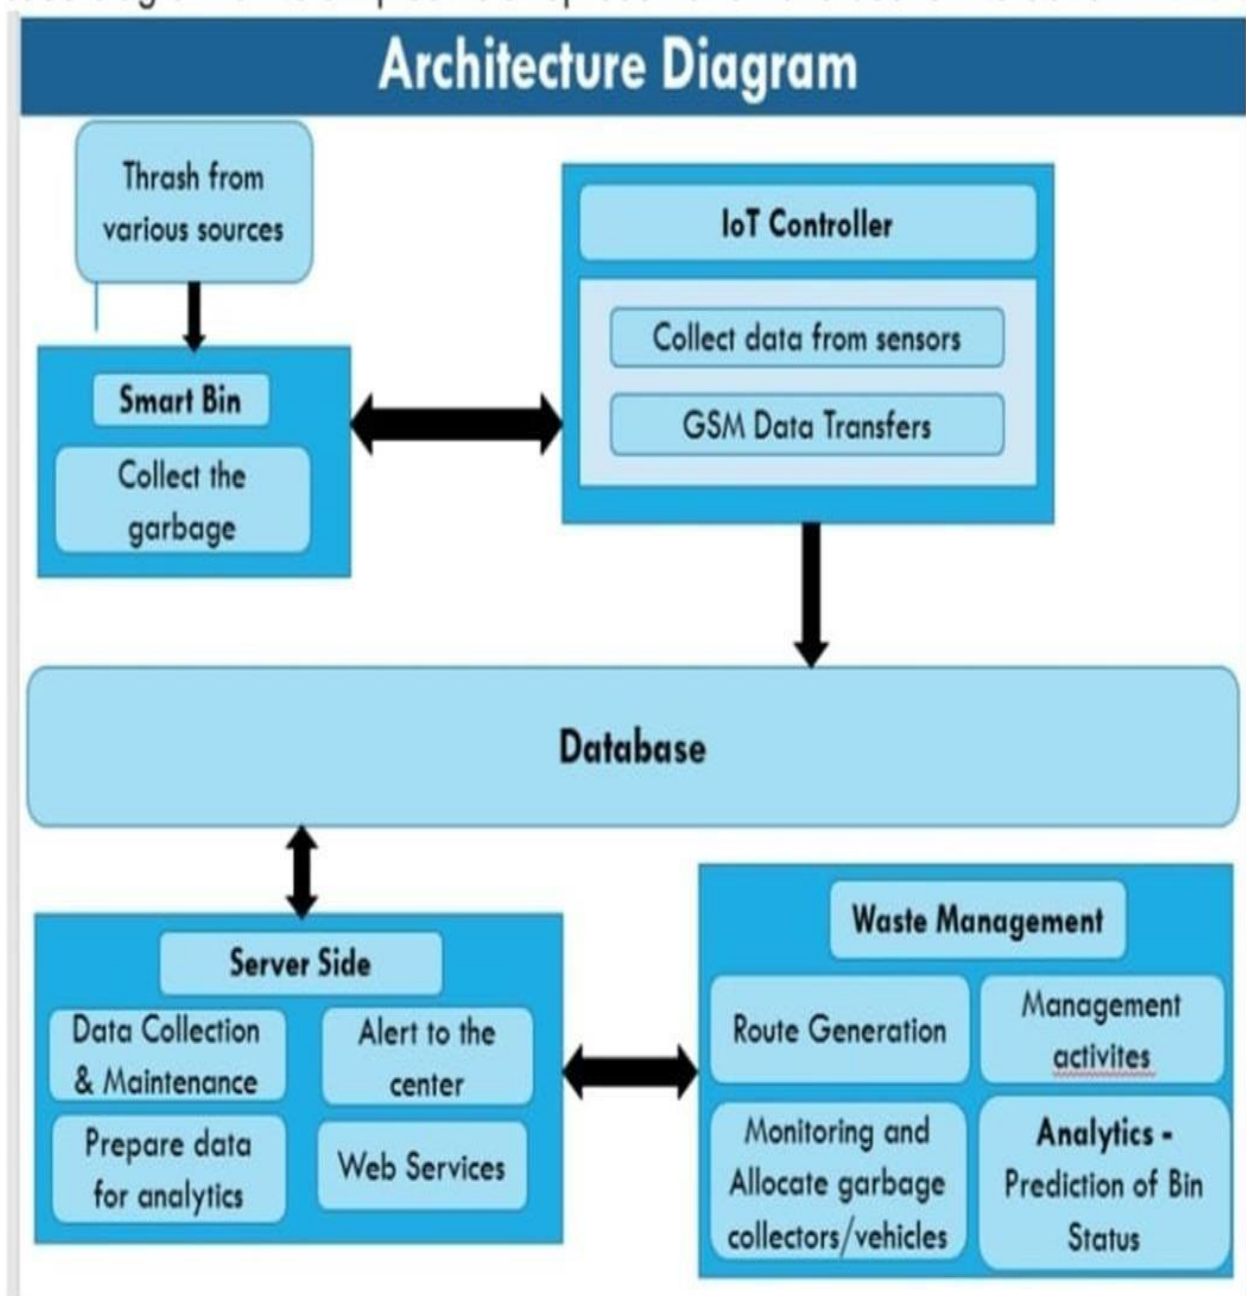 Architecture Diagram
Thrash from
various sources
IoT Controller
Collect data from sensors
GSM Data Transfers
Smart Bin
Collect the
garbage
Database
Server Side
Data Collection
& Maintenance
Alert to the
center
Prepare data
for analytics
Web Services
Waste Management
Route Generation
Management
activites
Monitoring and
Allocate garbage
collectors/vehicles
Analytics -
Prediction of Bin
Status